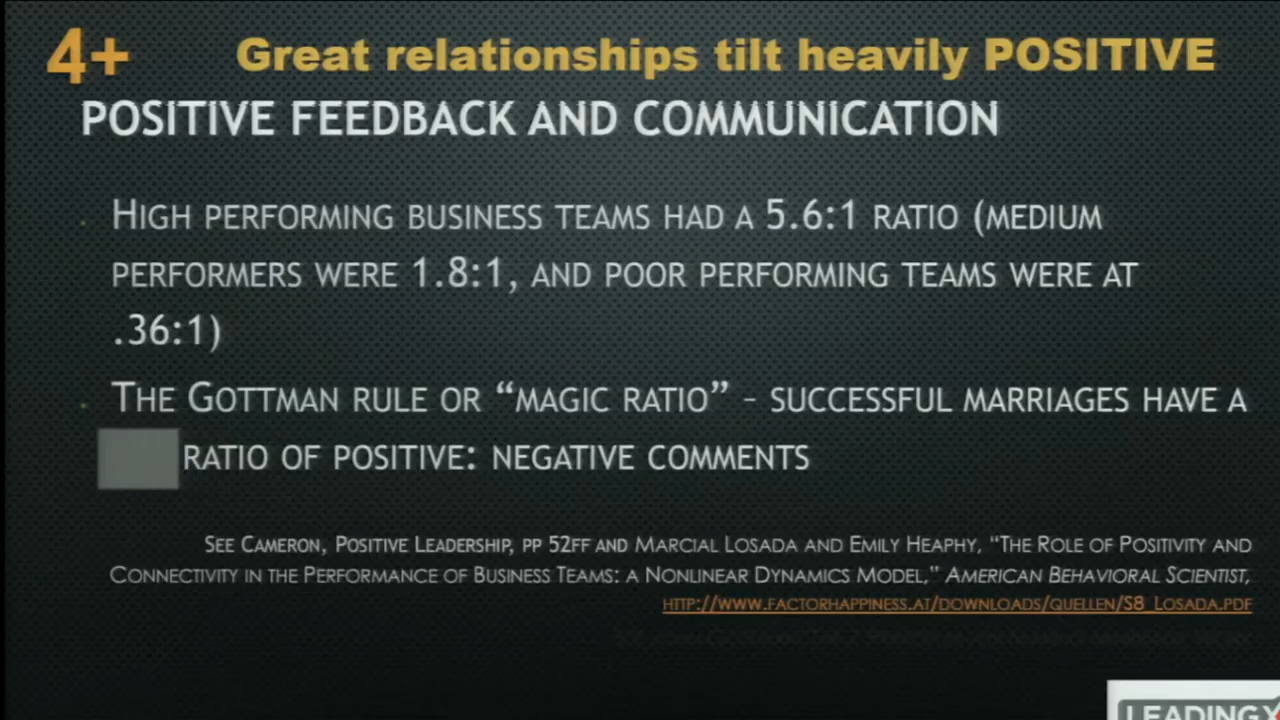 4+ Great relationships tilt heavily POSITIVE
POSITIVE FEEDBACK AND COMMUNICATION
HIGH PERFORMING BUSINESS TEAMS HAD A 5.6:1 RATIO (MEDIUM
PERFORMERS WERE 1.8:1, AND POOR PERFORMING TEAMS WERE AT
.36:1)
THE GOTTMAN RULE OR “MAGIC RATIO” – SUCCESSFUL MARRIAGES HAVE A
RATIO OF POSITIVE: NEGATIVE COMMENTS
SEE CAMERON, POSITIVE LEADERSHIP, PP 52FF AND MARCIAL LOSADA AND EMILY HEAPHY, “THE ROLE OF POSITIVITY AND
CONNECTIVITY IN THE PERFORMANCE OF BUSINESS TEAMS: A NONLINEAR DYNAMICS MODEL,” AMERICAN BEHAVIORAL SCIENTIST,
HTTP://WWW.FACTORHAPPINESS.AT/DOWNLOADS/QUELLEN/S8_LOSADA.PDF